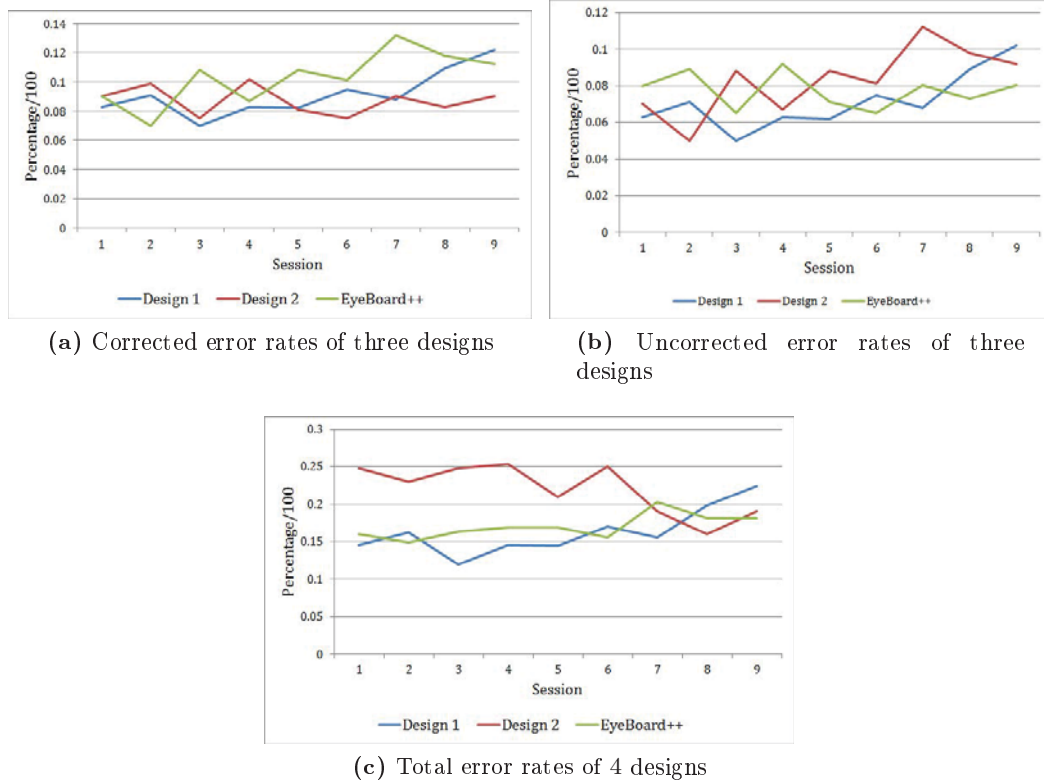 0.14
0.12
0.1
0.08
0.06
0.04
0.02
0
Percentage/100
1 2 3 4 5 6 7 8 9
Session
Design 1 Design 2 EyeBoard++
(a) Corrected error rates of three designs
0.12
0.1
0.08
0.06
0.04
0.02
0
Percentage/100
1 2 3 4 5 6 7 8 9
Session
Design 1 Design 2 EyeBoard++
(b) Uncorrected error rates of three
designs
0.3
0.25
0.2
0.15
0.1
0.05
0
Percentage/100
1 2 3 4 5 6 7 8 9
Session
Design 1 Design 2 EyeBoard++
(c) Total error rates of 4 designs